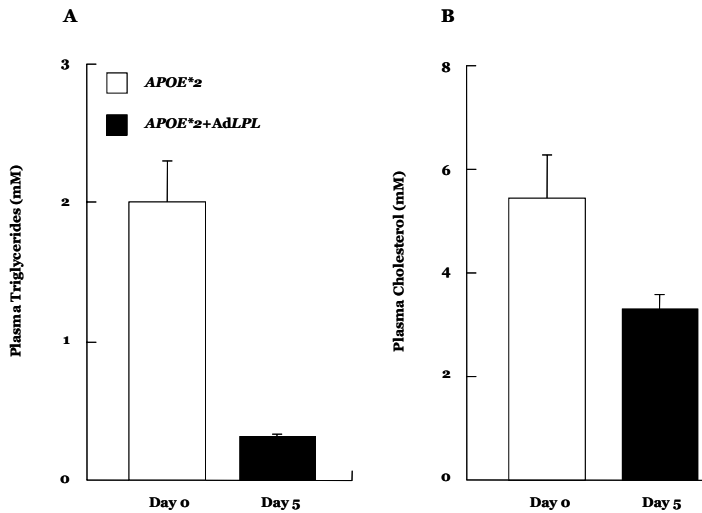 A
Plasma Triglycerides (mM)
3
2
1
0
APOE*2
APOE*2+AdLPL
Day 0
Day 5
B
Plasma Cholesterol (mM)
8
6
4
2
0
Day 0
Day 5